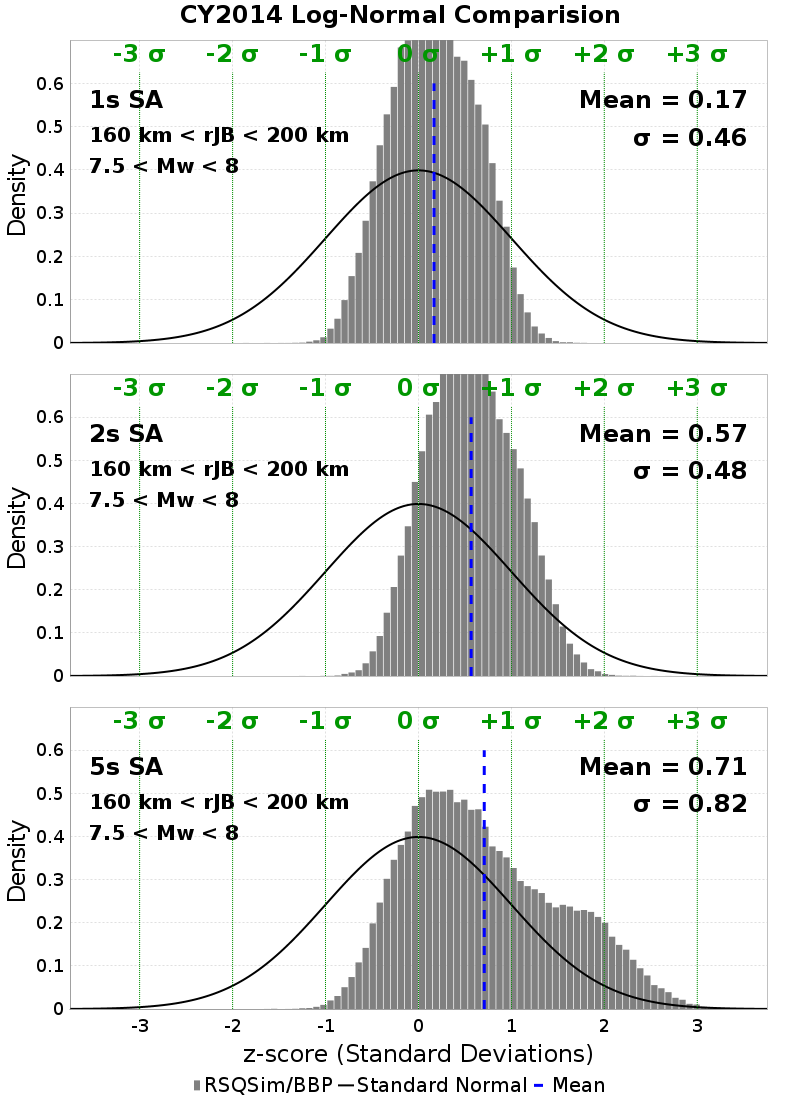 CY2014 Log-Normal Comparision
-3 σ -2 σ -1 σ 0 σ +1 σ +2 σ +3 σ
0.6
1s SA Mean = 0.17
0.5
160 km < rJB < 200 km σ = 0.46
7.5 < Mw < 8
0.4
Density
0.3
0.2
0.1
0
-3 σ -2 σ -1 σ 0 σ +1 σ +2 σ +3 σ
0.6
2s SA Mean = 0.57
0.5
160 km < rJB < 200 km σ = 0.48
7.5 < Mw < 8
0.4
Density
0.3
0.2
0.1
0
-3 σ -2 σ -1 σ 0 σ +1 σ +2 σ +3 σ
0.6
5s SA Mean = 0.71
0.5
160 km < rJB < 200 km σ = 0.82
7.5 < Mw < 8
0.4
Density
0.3
0.2
0.1
0
-3 -2 -1 0 1 2 3
z-score (Standard Deviations)
RSQSim/BBP Standard Normal Mean